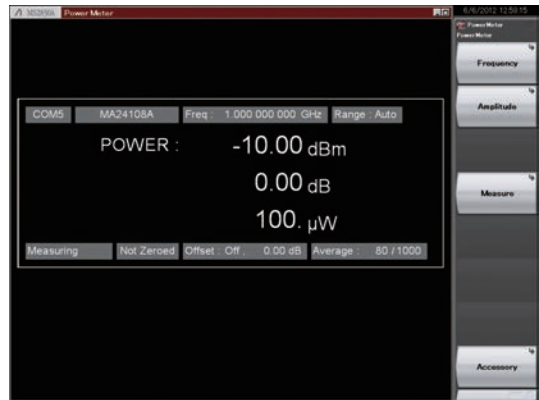 MS2690A Power Meter 6/6/2012 12:59:15
Power Meter
Power Meter
Frequency
Amplitude
COM5 MA24108A Freq : 1.000 000 000 GHz Range : Auto
POWER : -10.00 dBm
0.00 dB
100. µW
Measure
Measuring Not Zeroed Offset : Off , 0.00 dB Average : 80 / 1000
Accessory